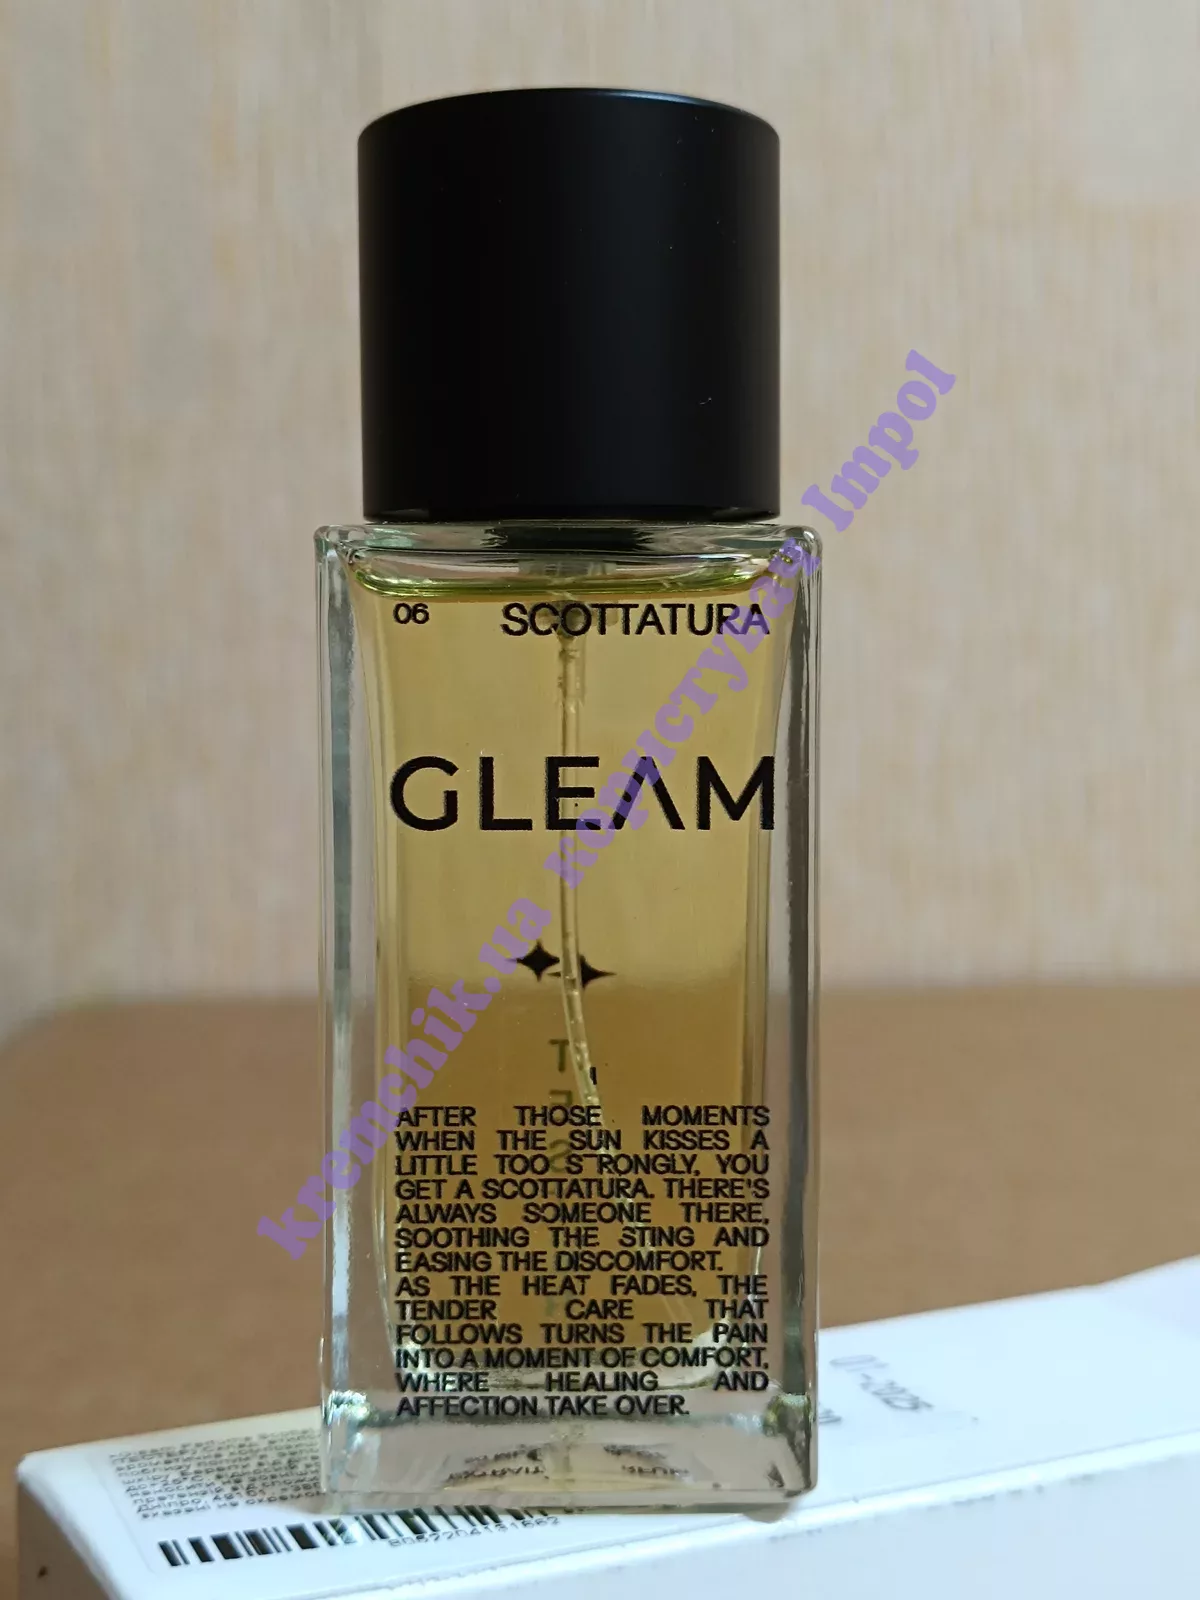 06 SCOTTATURA
GLEAM
AFTER THOSE MOMENTS
WHEN THE SUN KISSES A
LITTLE TOO STRONGLY, YOU
GET A SCOTTATURA. THERE'S
ALWAYS SOMEONE THERE,
SOOTHING THE STING AND
EASING THE DISCOMFORT.
AS THE HEAT FADES, THE
TENDER CARE THAT
FOLLOWS TURNS THE PAIN
INTO A MOMENT OF COMFORT,
WHERE HEALING AND
AFFECTION TAKE OVER.
01-2025
kremchik.ua користувач Impol